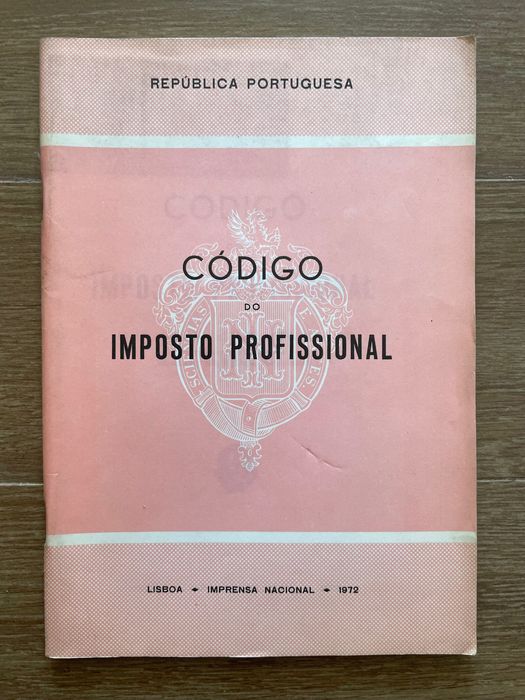 REPÚBLICA PORTUGUESA
CÓDIGO
DO
IMPOSTO PROFISSIONAL
LISBOA ✦ IMPRENSA NACIONAL ✦ 1972